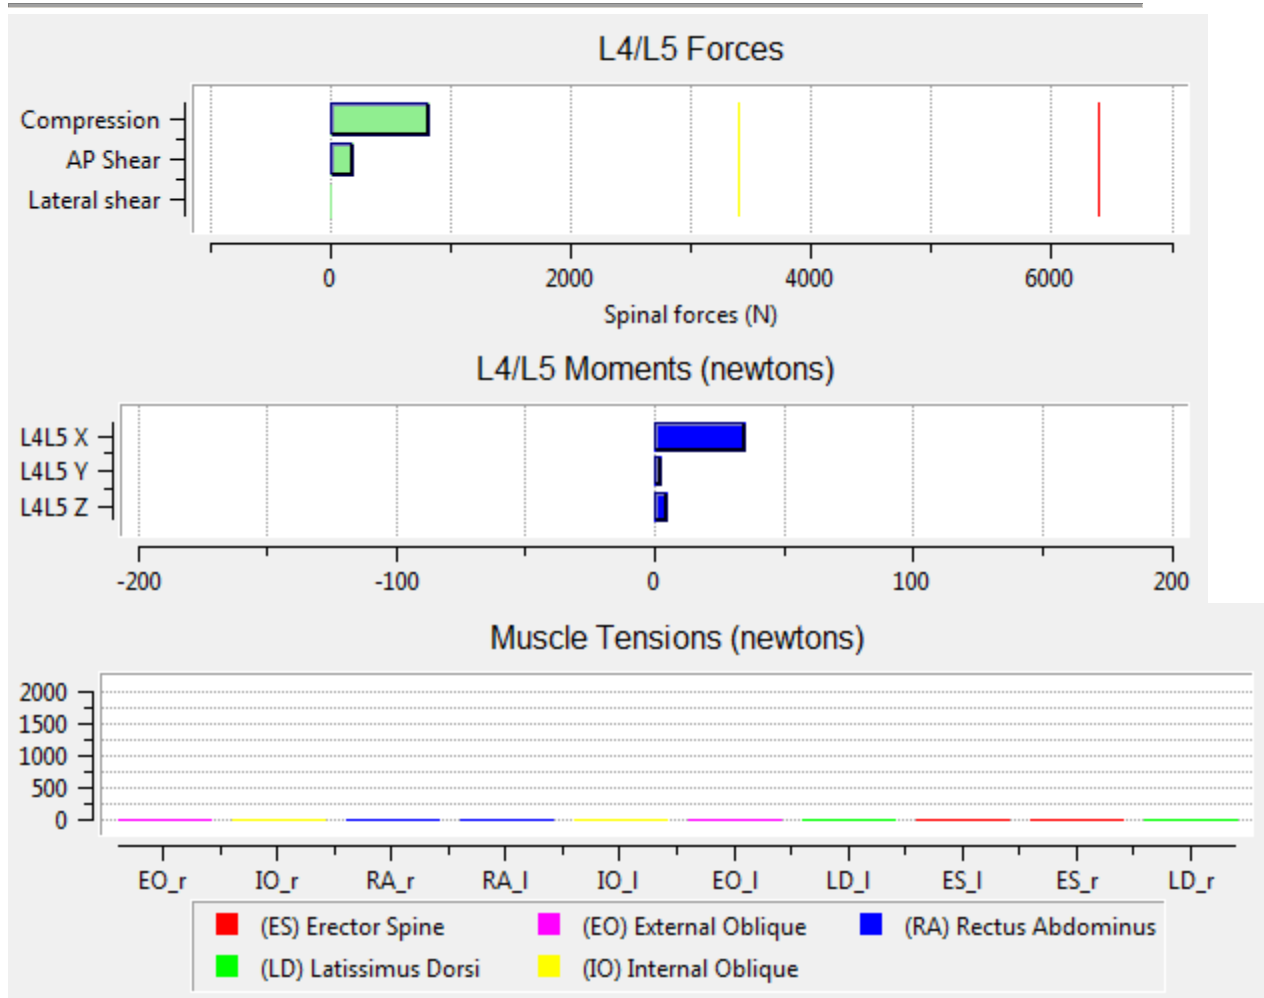 L4/L5 Forces
Compression
AP Shear
Lateral shear
0 2000 4000 6000
Spinal forces (N)
L4/L5 Moments (newtons)
L4L5 X
L4L5 Y
L4L5 Z
-200 -100 0 100 200
Muscle Tensions (newtons)
2000
1500
1000
500
0
EO_r IO_r RA_r RA_l IO_l EO_l LD_l ES_l ES_r LD_r
(ES) Erector Spine (EO) External Oblique (RA) Rectus Abdominus
(LD) Latissimus Dorsi (IO) Internal Oblique